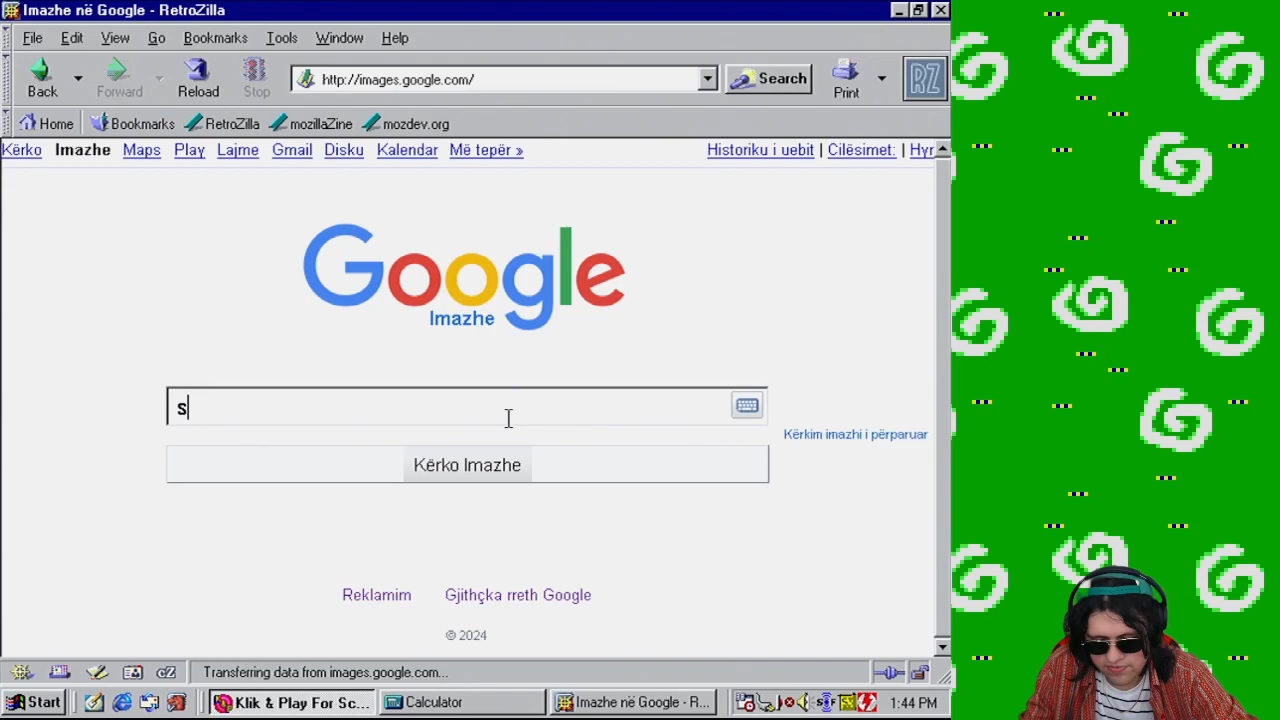 Imazhe në Google - RetroZilla
File Edit View Go Bookmarks Tools Window Help
Back Forward Reload Stop http://images.google.com/ Search Print RZ
Home Bookmarks RetroZilla mozillaZine mozdev.org
Kërko Imazhe Maps Play Lajme Gmail Disku Kalendar Më tepër » Historiku i uebit | Cilësimet: | Hyr
Google
Imazhe
s
Kërkim imazhi i përparuar
Kërko Imazhe
Reklamim Gjithçka rreth Google
© 2024
Transferring data from images.google.com...
Start Klik & Play For Sc... Calculator Imazhe në Google - R... 1:44 PM